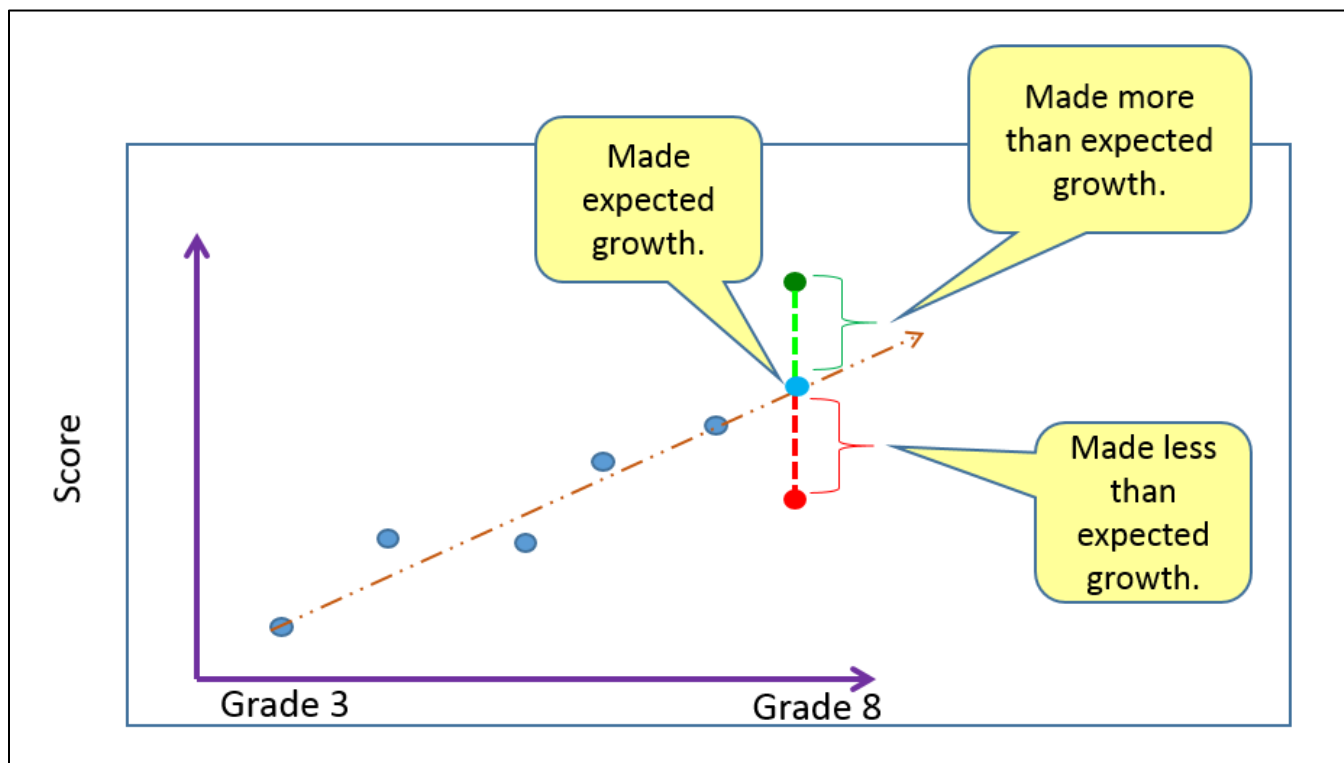 Made more
than expected
growth.
Made
expected
growth.
Made less
than
expected
growth.
Score
Grade 3
Grade 8